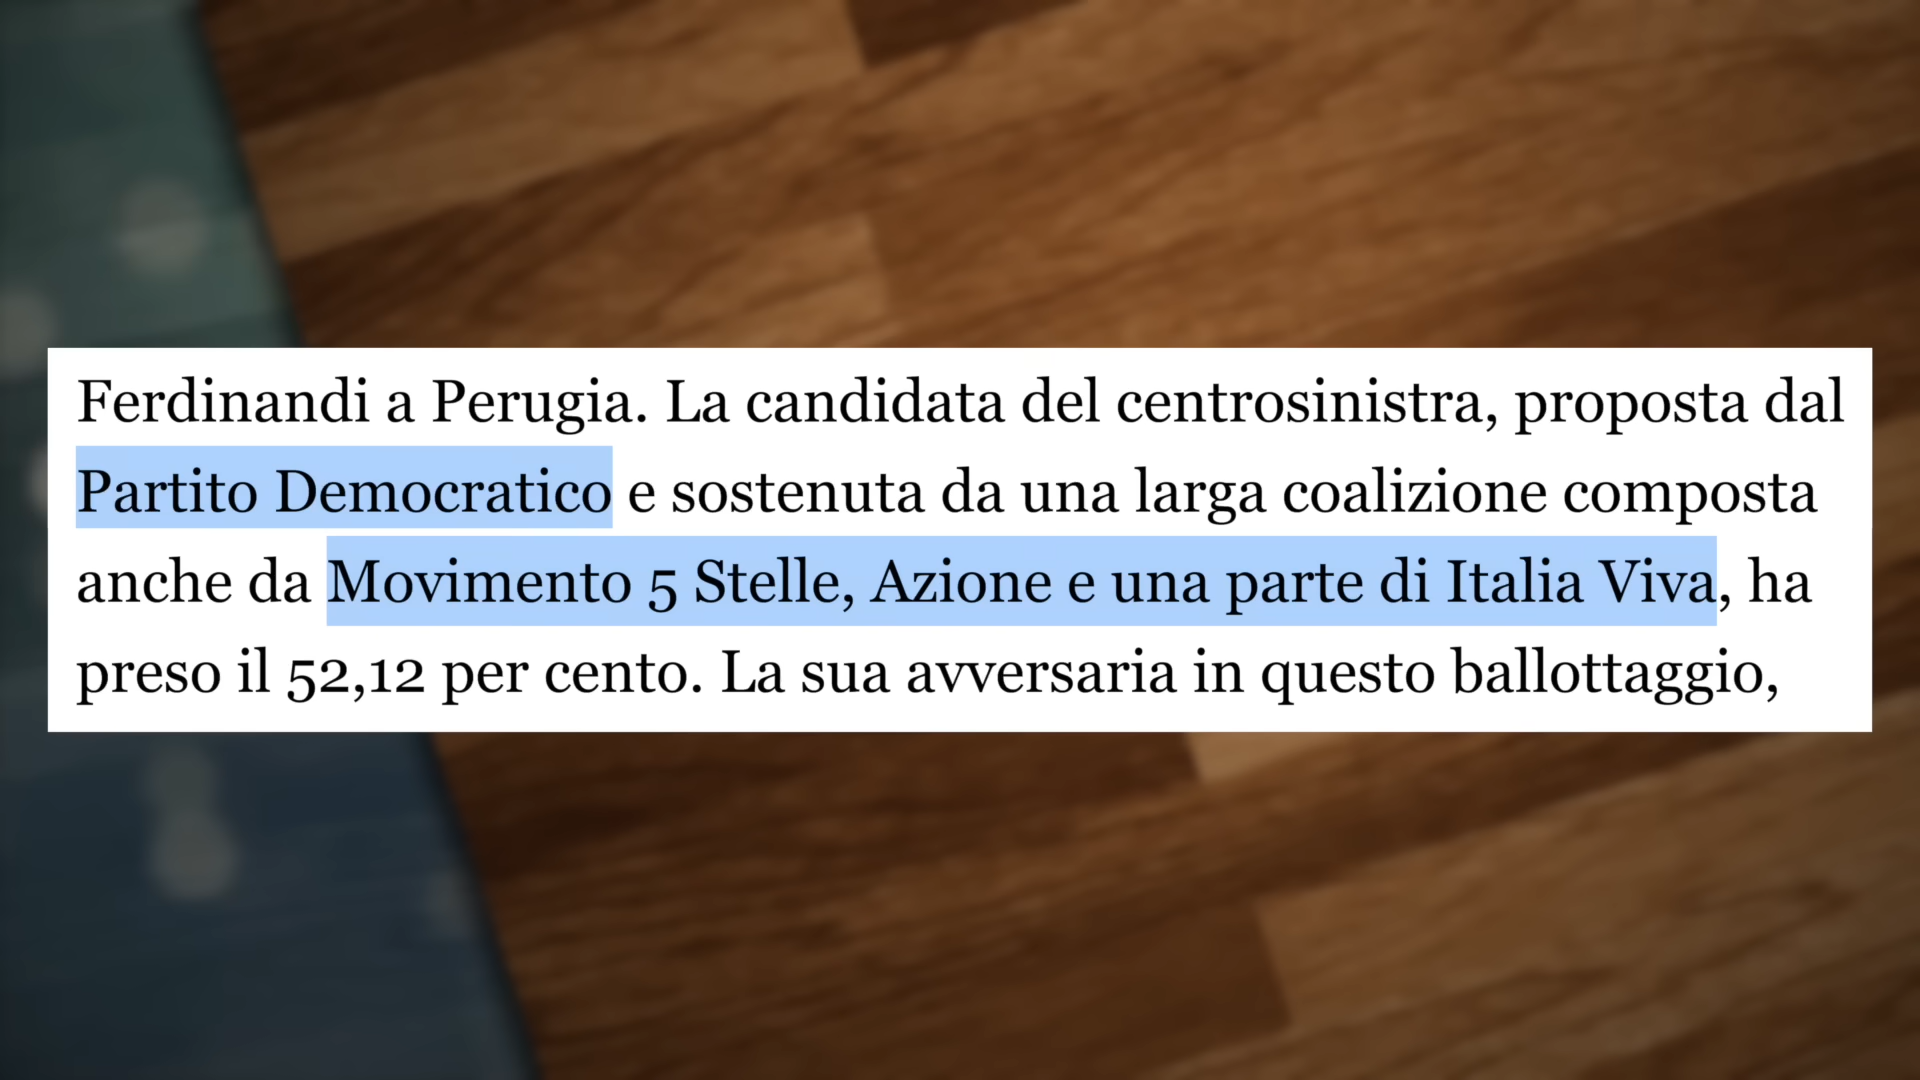 Ferdinandi a Perugia. La candidata del centrosinistra, proposta dal
Partito Democratico e sostenuta da una larga coalizione composta
anche da Movimento 5 Stelle, Azione e una parte di Italia Viva, ha
preso il 52,12 per cento. La sua avversaria in questo ballottaggio,